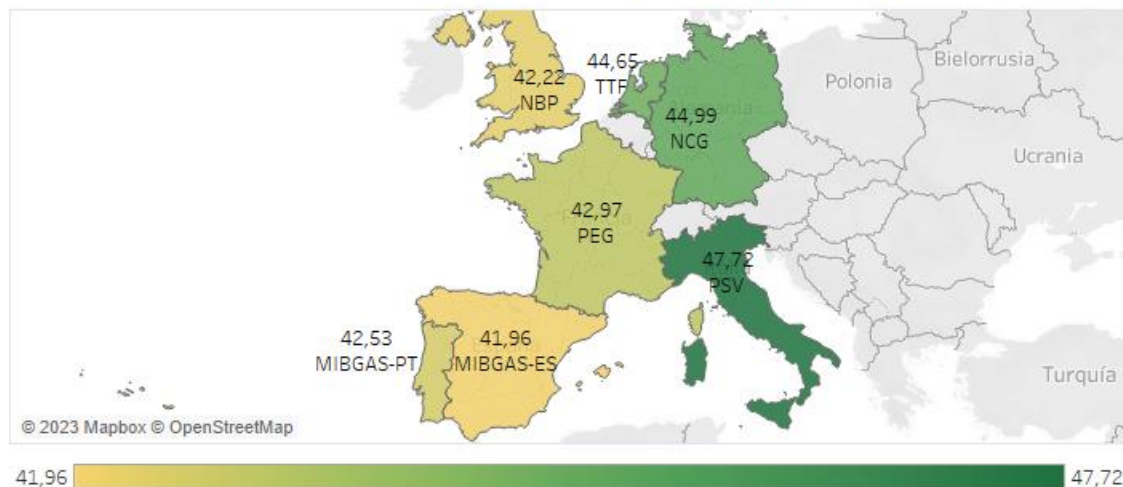 Bielorrusia
Polonia
44,65
TTF
42,22
NBP
44,99
NCG
Ucrania
42,97
PEG
47,72
PSV
42,53
MIBGAS-PT
41,96
MIBGAS-ES
Turquía
© 2023 Mapbox © OpenStreetMap
41,96
47,72